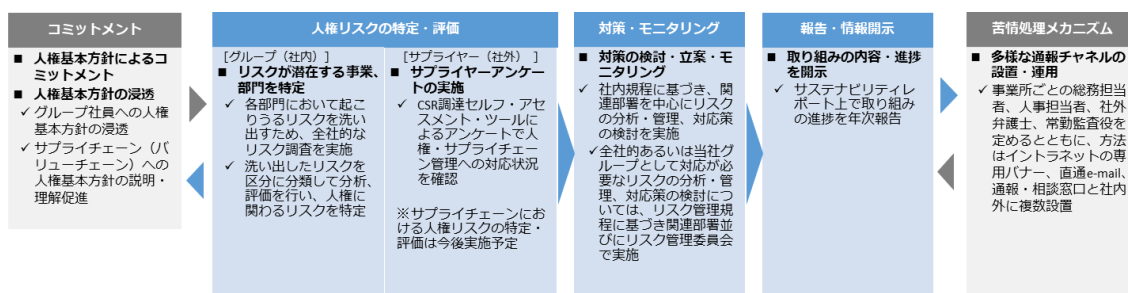 コミットメント
■ 人権基本方針によるコ
ミットメント
■ 人権基本方針の浸透
✓ グループ社員への人権
基本方針の浸透
✓ サプライチェーン（バ
リューチェーン）への
人権基本方針の説明・
理解促進
人権リスクの特定・評価
[グループ（社内）]
■ リスクが潜在する事業、
部門を特定
✓ 各部門において起こ
りうるリスクを洗い
出すため、全社的な
リスク調査を実施
✓ 洗い出したリスクを
区分に分類して分析、
評価を行い、人権に
関わるリスクを特定
[サプライヤー（社外） ]
■ サプライヤーアンケー
トの実施
✓ CSR調達セルフ・アセ
スメント・ツールに
よるアンケートで人
権・サプライチェー
ン管理への対応状況
を確認
※サプライチェーンにお
ける人権リスクの特定・
評価は今後実施予定
対策・モニタリング
■ 対策の検討・立案・モ
ニタリング
✓ 社内規程に基づき、関
連部署を中心にリスク
の分析・管理、対応策
の検討を実施
✓全社的あるいは当社グ
ループとして対応が必
要なリスクの分析・管
理、対応策の検討につ
いては、リスク管理規
程に基づき関連部署並
びにリスク管理委員会
で実施
報告・情報開示
■ 取り組みの内容・進捗
を開示
✓ サステナビリティレ
ポート上で取り組み
の進捗を年次報告
苦情処理メカニズム
■ 多様な通報チャネルの
設置・運用
✓ 事業所ごとの総務担当
者、人事担当者、社外
弁護士、常勤監査役を
定めるとともに、方法
はイントラネットの専
用バナー、直通e-mail、
通報・相談窓口と社内
外に複数設置